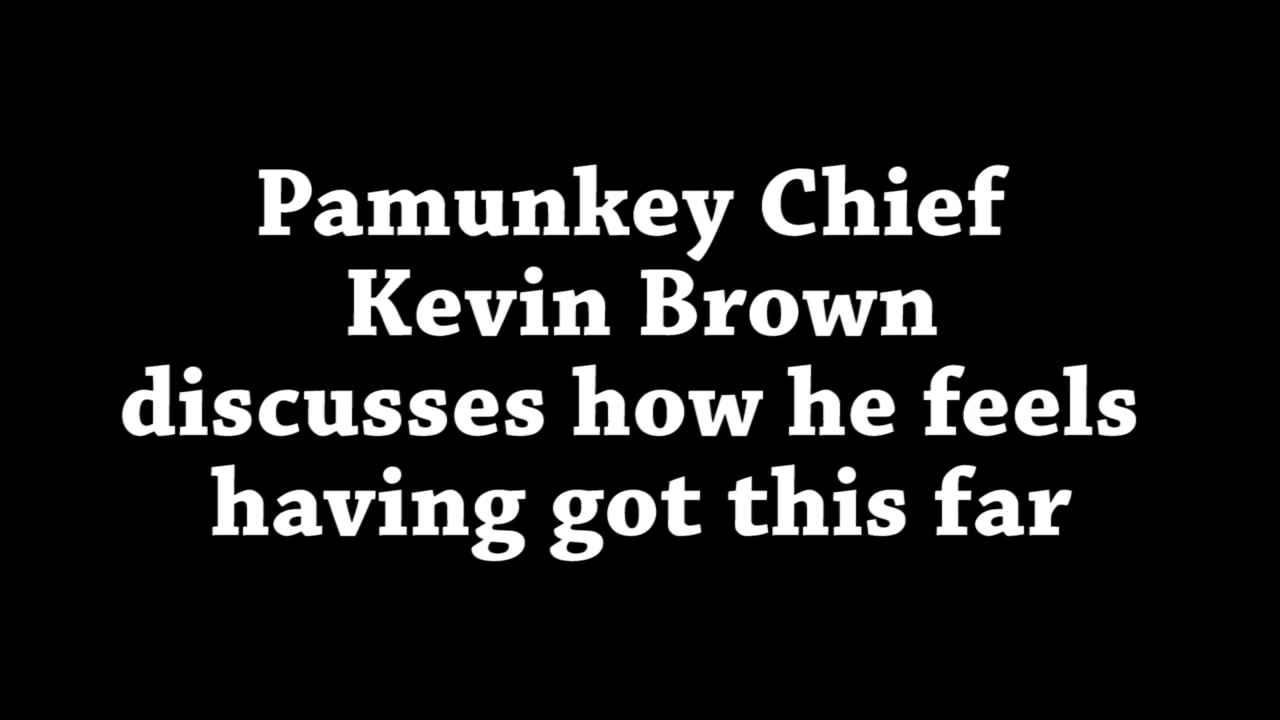 Pamunkey Chief
Kevin Brown
discusses how he feels
having got this far